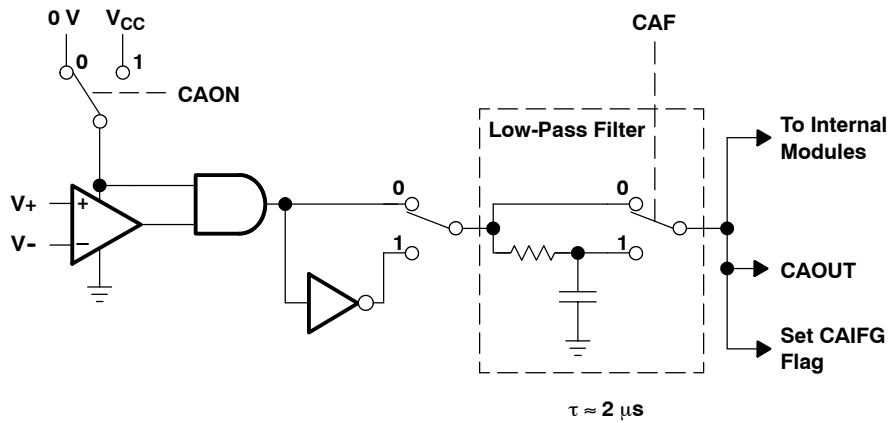 0 V
VCC
CAF
0
1
CAON
Low-Pass Filter
To Internal
Modules
V+
+
V-
−
0
1
0
1
CAOUT
Set CAIFG
Flag
τ ≈ 2 μs